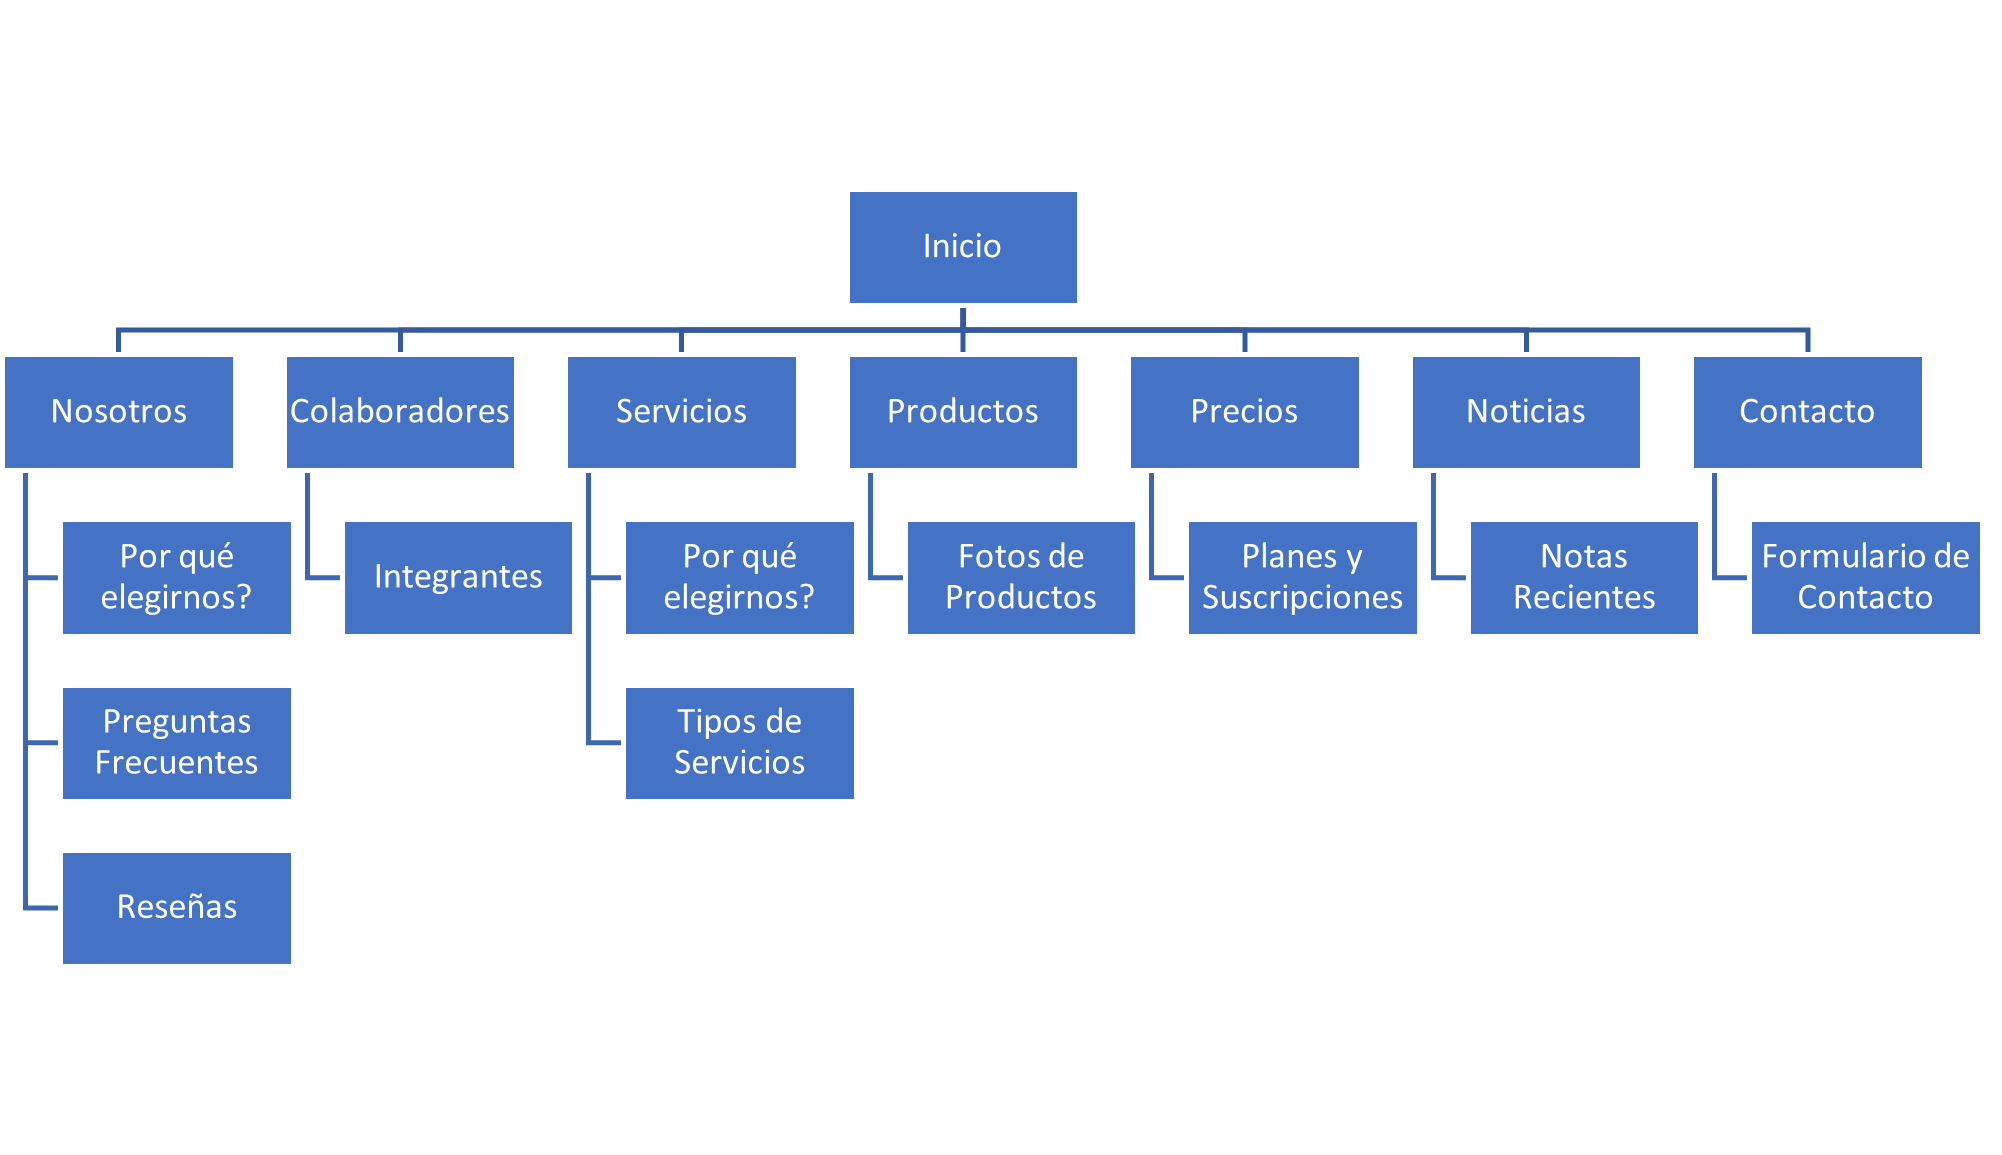 Inicio
Nosotros
Colaboradores
Servicios
Productos
Precios
Noticias
Contacto
Por qué
elegirnos?
Integrantes
Por qué
elegirnos?
Fotos de
Productos
Planes y
Suscripciones
Notas
Recientes
Formulario de
Contacto
Preguntas
Frecuentes
Tipos de
Servicios
Reseñas